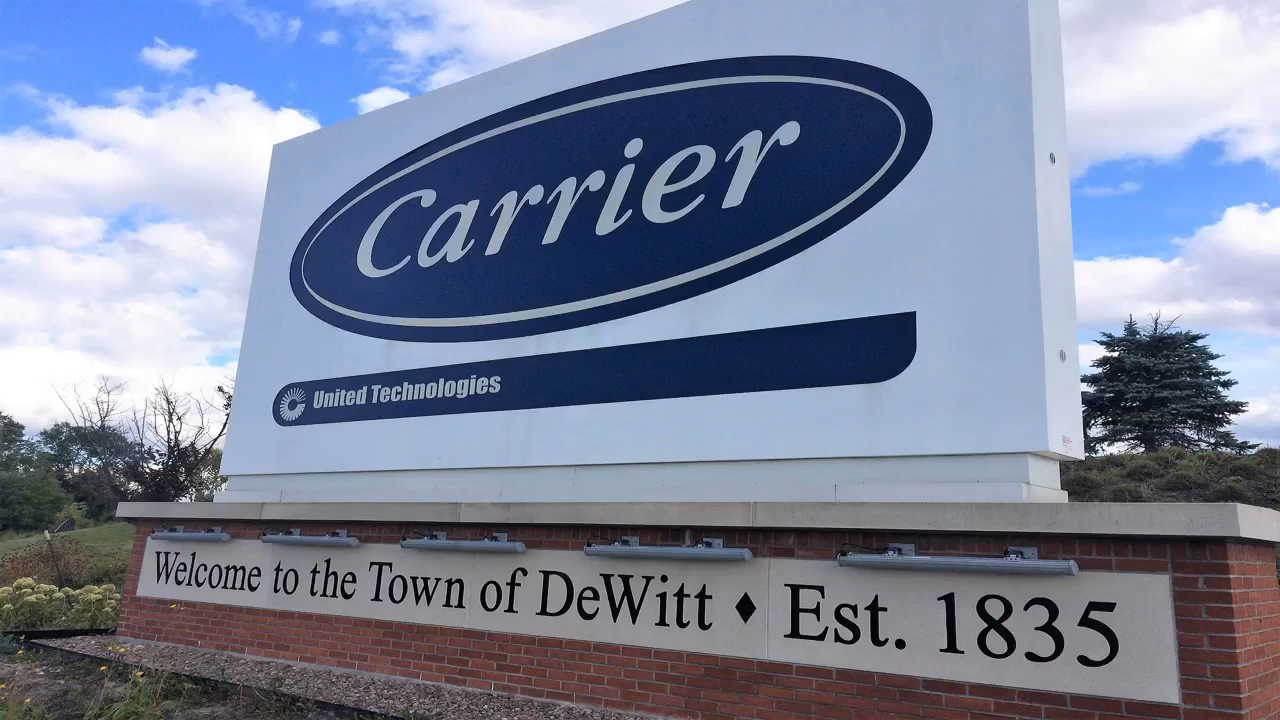 Carrier
United Technologies
Welcome to the Town of DeWitt ♦ Est. 1835